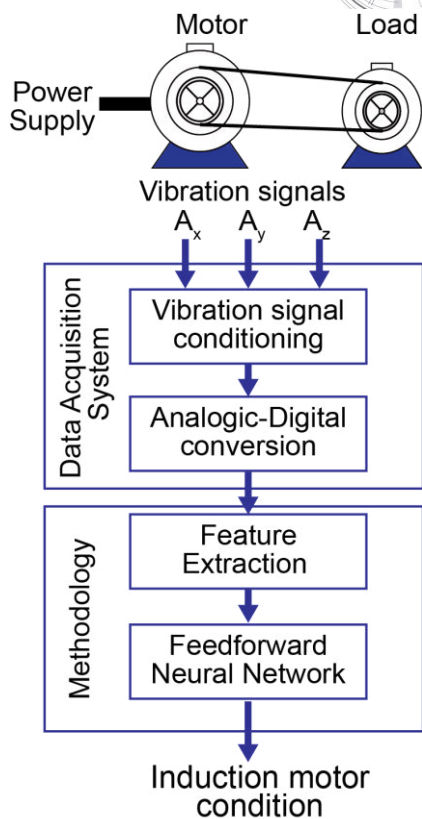 Motor
Load
Power
Supply
Vibration signals
Ax Ay Az
Data Acquisition
System
Vibration signal
conditioning
Analogic-Digital
conversion
Methodology
Feature
Extraction
Feedforward
Neural Network
Induction motor
condition